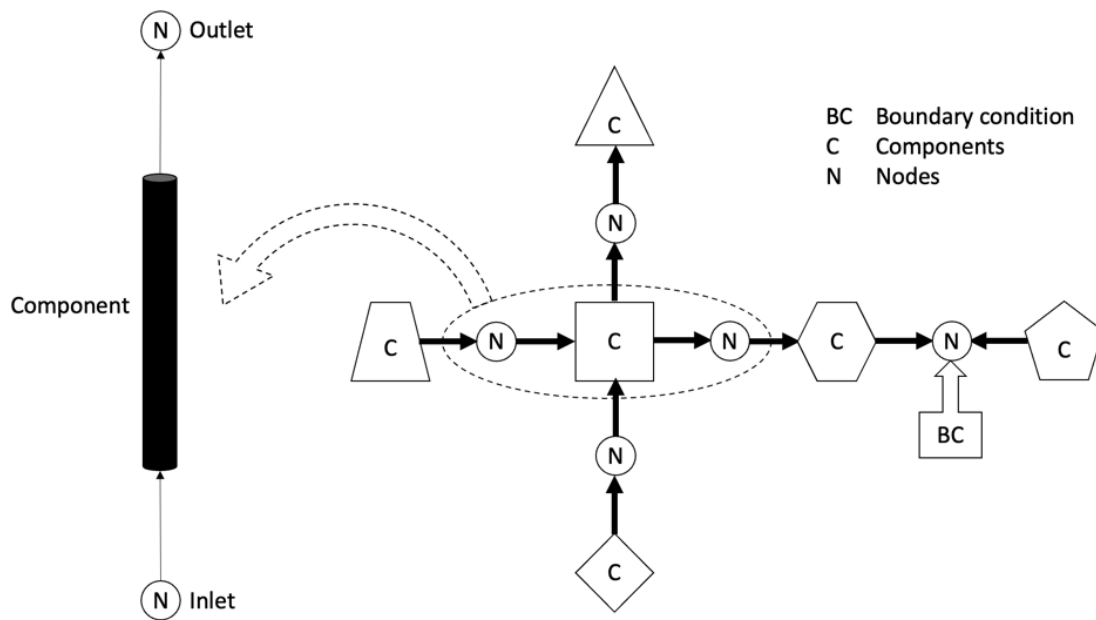 N Outlet
Component
N Inlet
C
N
C N C N C
N C
BC
N
C
BC Boundary condition
C Components
N Nodes